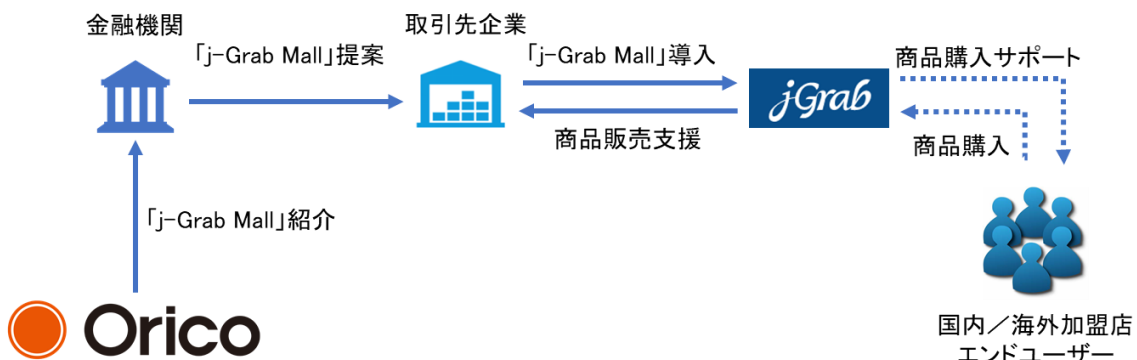 金融機関
取引先企業
「j-Grab Mall」提案
「j-Grab Mall」導入
商品購入サポート
jGrab
商品販売支援
商品購入
「j-Grab Mall」紹介
Orico
国内／海外加盟店
エンドユーザー